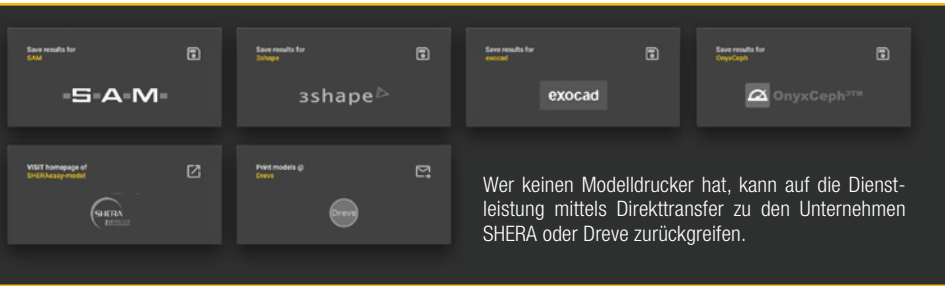 Save results for
SAM
-S-A-M-
Save results for
3shape
3shape
Save results for
exocad
exocad
Save results for
OnyxCeph
OnyxCeph³™
VISIT homepage of
SHERAeasy-model
SHERA
Print models @
Dreve
Dreve
Wer keinen Modelldrucker hat, kann auf die Dienst-
leistung mittels Direkttransfer zu den Unternehmen
SHERA oder Dreve zurückgreifen.